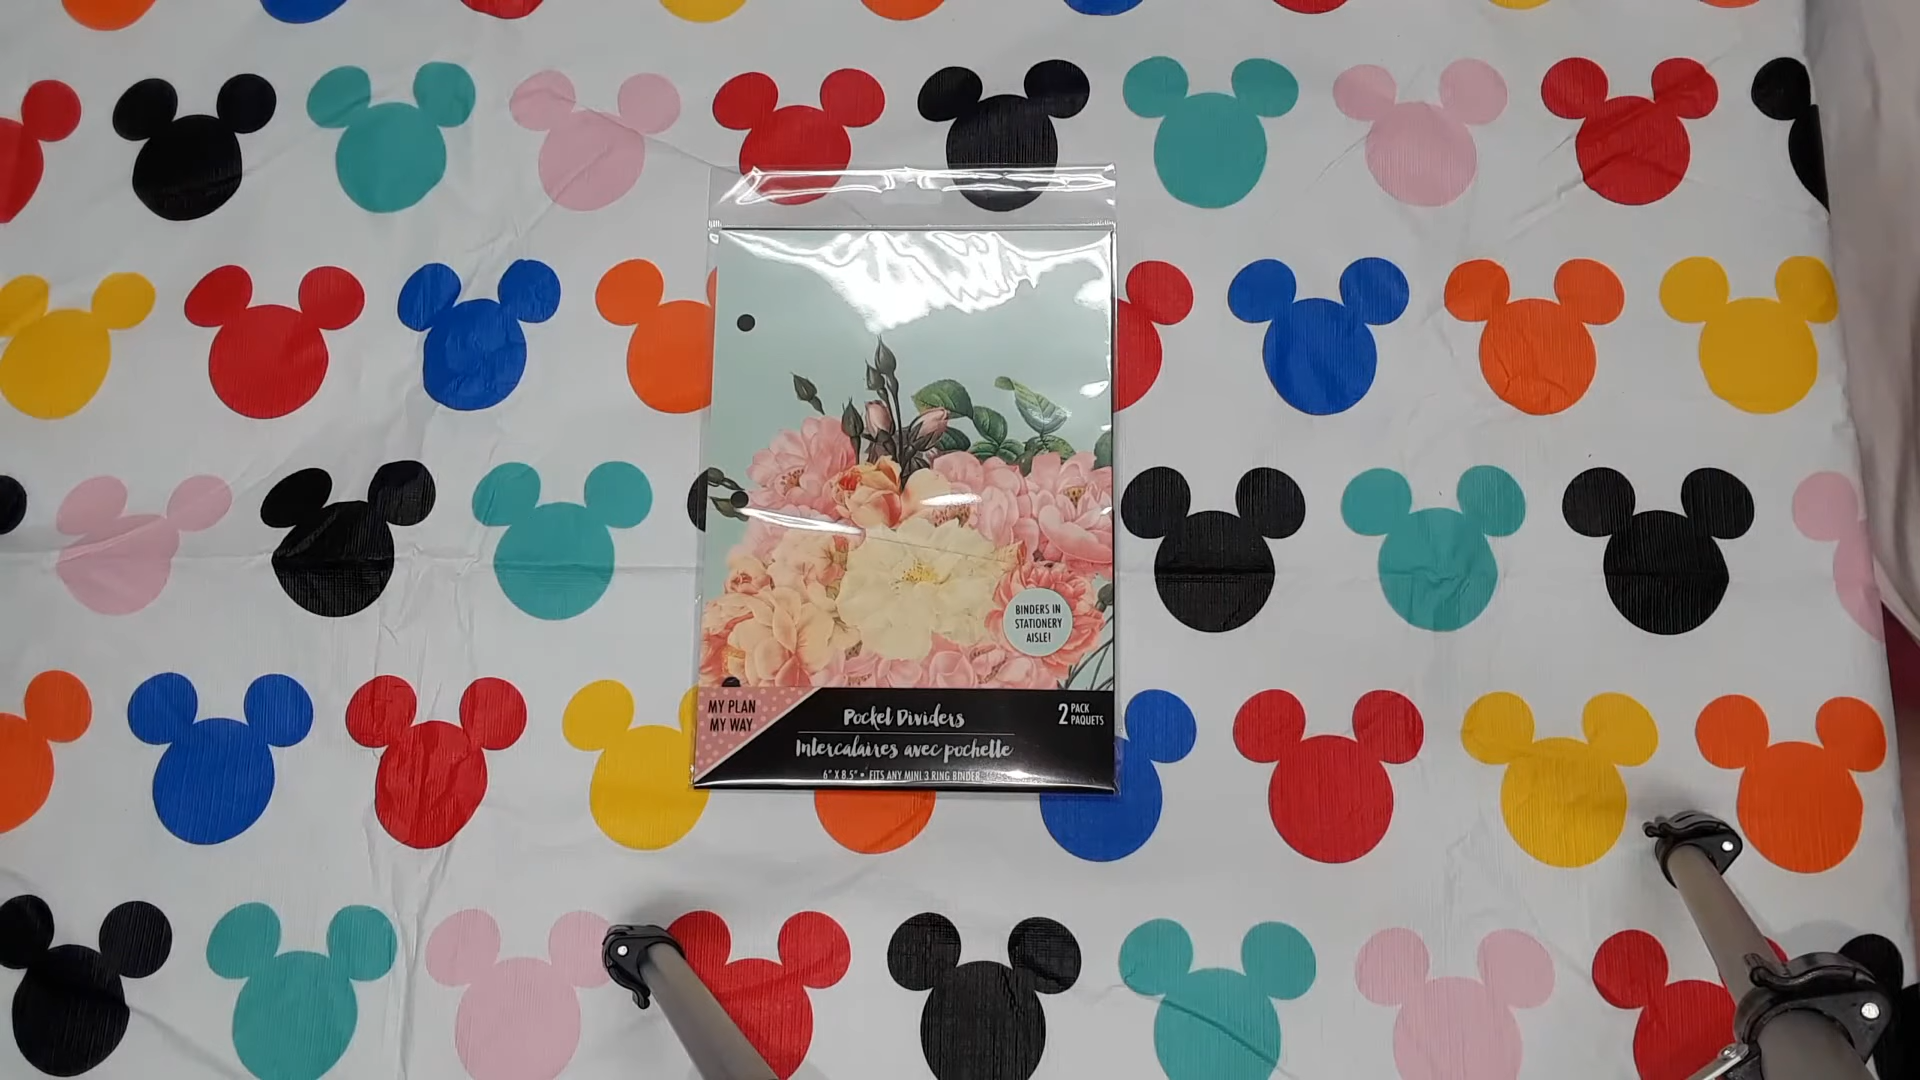 BINDERS IN
STATIONERY
AISLE!
MY PLAN
MY WAY
Pocket Dividers
Intercalaires avec pochette
2 PACK
PAQUETS
6" X 8.5" • FITS ANY MINI 3 RING BINDER